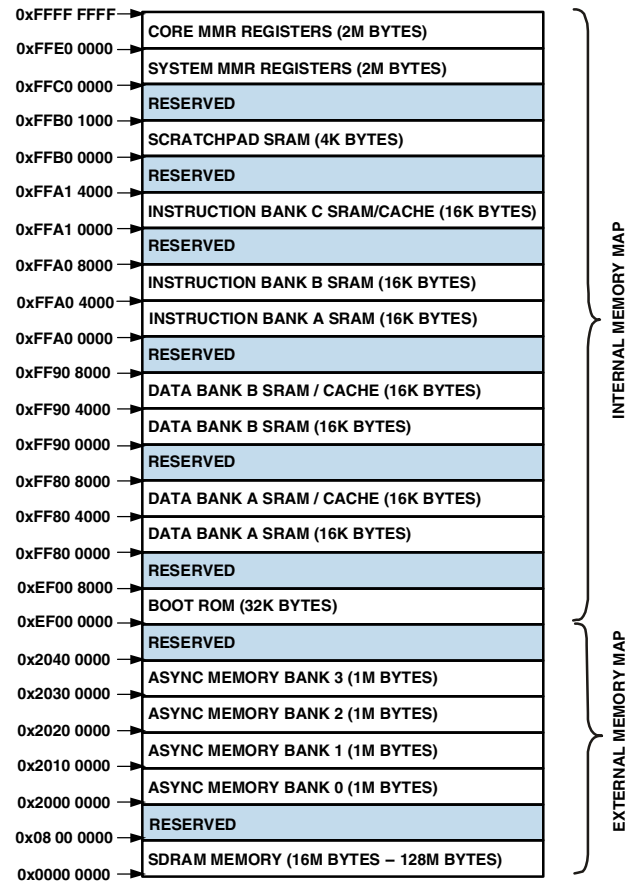 0xFFFF FFFF
CORE MMR REGISTERS (2M BYTES)
0xFFE0 0000
SYSTEM MMR REGISTERS (2M BYTES)
0xFFC0 0000
RESERVED
0xFFB0 1000
SCRATCHPAD SRAM (4K BYTES)
0xFFB0 0000
RESERVED
0xFFA1 4000
INSTRUCTION BANK C SRAM/CACHE (16K BYTES)
0xFFA1 0000
RESERVED
0xFFA0 8000
INSTRUCTION BANK B SRAM (16K BYTES)
0xFFA0 4000
INSTRUCTION BANK A SRAM (16K BYTES)
0xFFA0 0000
RESERVED
0xFF90 8000
DATA BANK B SRAM / CACHE (16K BYTES)
0xFF90 4000
DATA BANK B SRAM (16K BYTES)
0xFF90 0000
RESERVED
0xFF80 8000
DATA BANK A SRAM / CACHE (16K BYTES)
0xFF80 4000
DATA BANK A SRAM (16K BYTES)
0xFF80 0000
RESERVED
0xEF00 8000
BOOT ROM (32K BYTES)
0xEF00 0000
RESERVED
0x2040 0000
ASYNC MEMORY BANK 3 (1M BYTES)
0x2030 0000
ASYNC MEMORY BANK 2 (1M BYTES)
0x2020 0000
ASYNC MEMORY BANK 1 (1M BYTES)
0x2010 0000
ASYNC MEMORY BANK 0 (1M BYTES)
0x2000 0000
RESERVED
0x08 00 0000
SDRAM MEMORY (16M BYTES – 128M BYTES)
0x0000 0000
INTERNAL MEMORY MAP
EXTERNAL MEMORY MAP